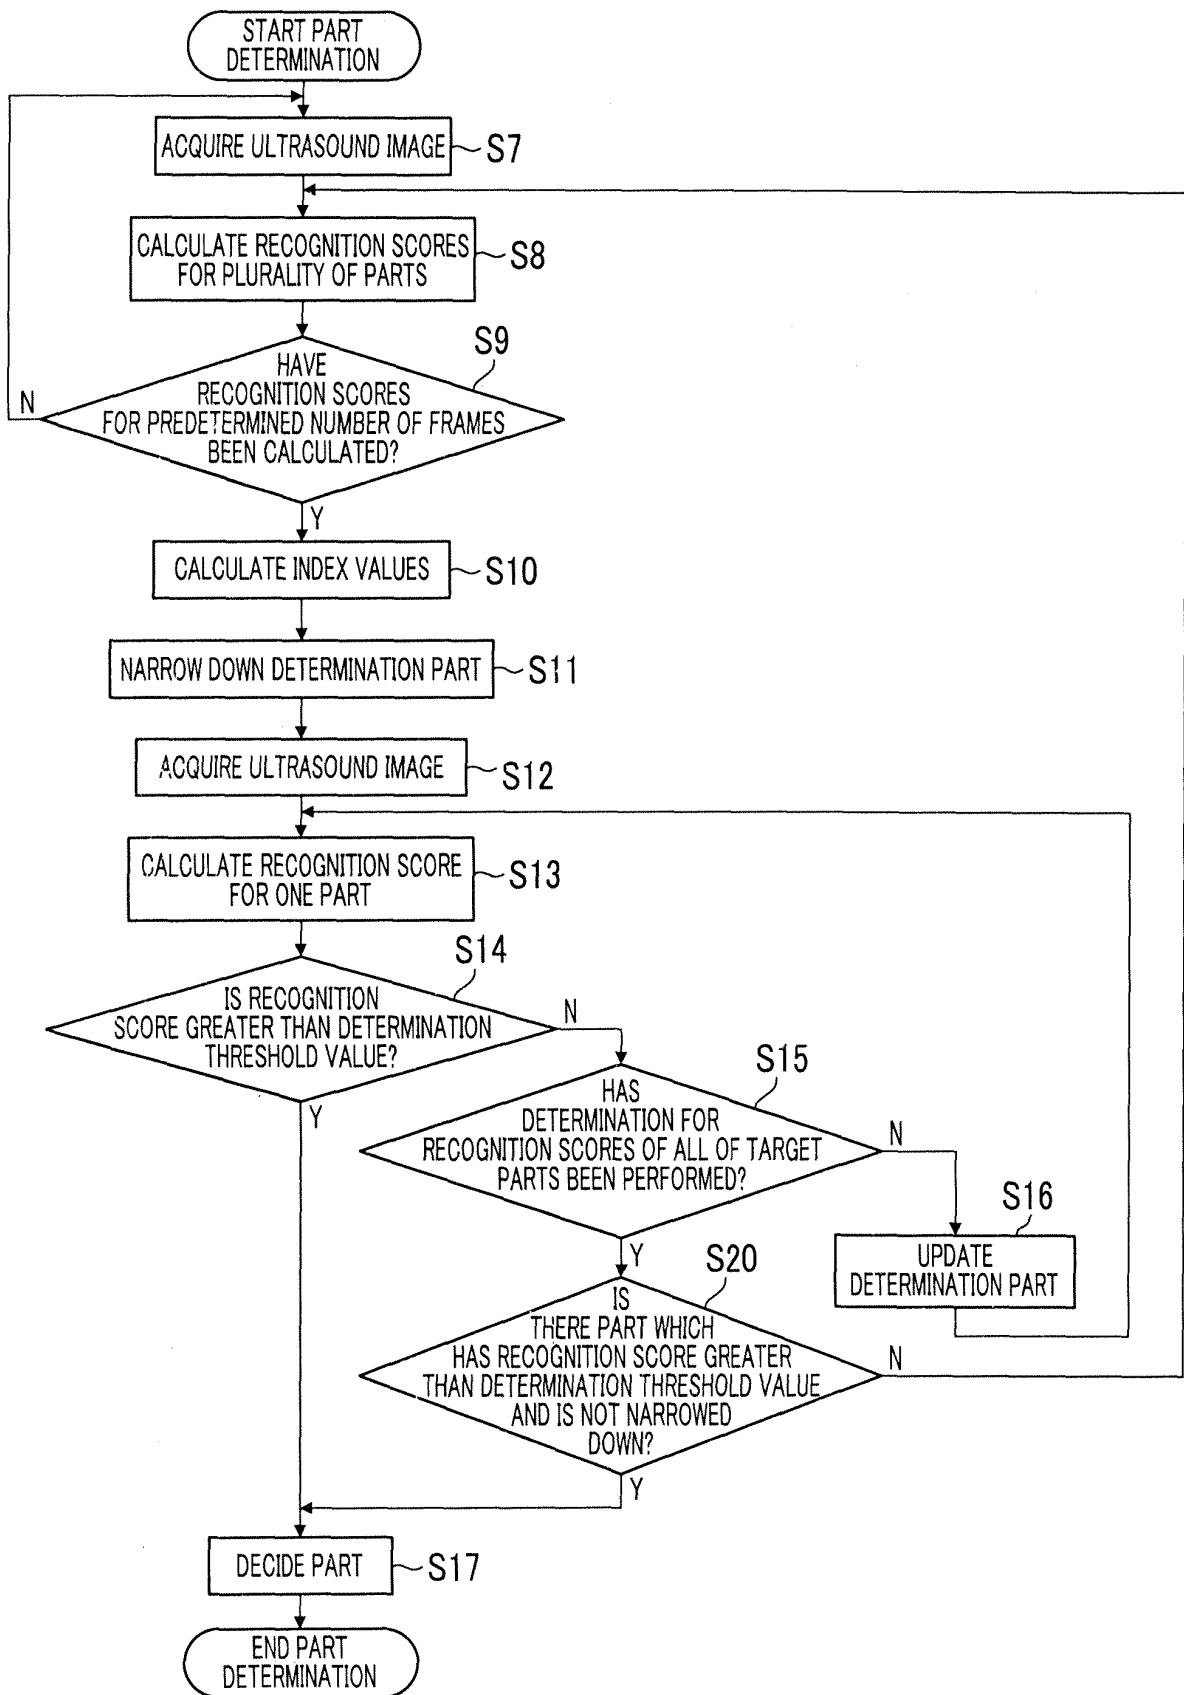 START PART
DETERMINATION
ACQUIRE ULTRASOUND IMAGE
S7
CALCULATE RECOGNITION SCORES
FOR PLURALITY OF PARTS
S8
S9
HAVE
RECOGNITION SCORES
FOR PREDETERMINED NUMBER OF FRAMES
BEEN CALCULATED?
N
Y
CALCULATE INDEX VALUES
S10
NARROW DOWN DETERMINATION PART
S11
ACQUIRE ULTRASOUND IMAGE
S12
CALCULATE RECOGNITION SCORE
FOR ONE PART
S13
S14
IS RECOGNITION
SCORE GREATER THAN DETERMINATION
THRESHOLD VALUE?
N
Y
S15
HAS
DETERMINATION FOR
RECOGNITION SCORES OF ALL OF TARGET
PARTS BEEN PERFORMED?
N
Y
S16
UPDATE
DETERMINATION PART
S20
IS
THERE PART WHICH
HAS RECOGNITION SCORE GREATER
THAN DETERMINATION THRESHOLD VALUE
AND IS NOT NARROWED
DOWN?
N
Y
DECIDE PART
S17
END PART
DETERMINATION